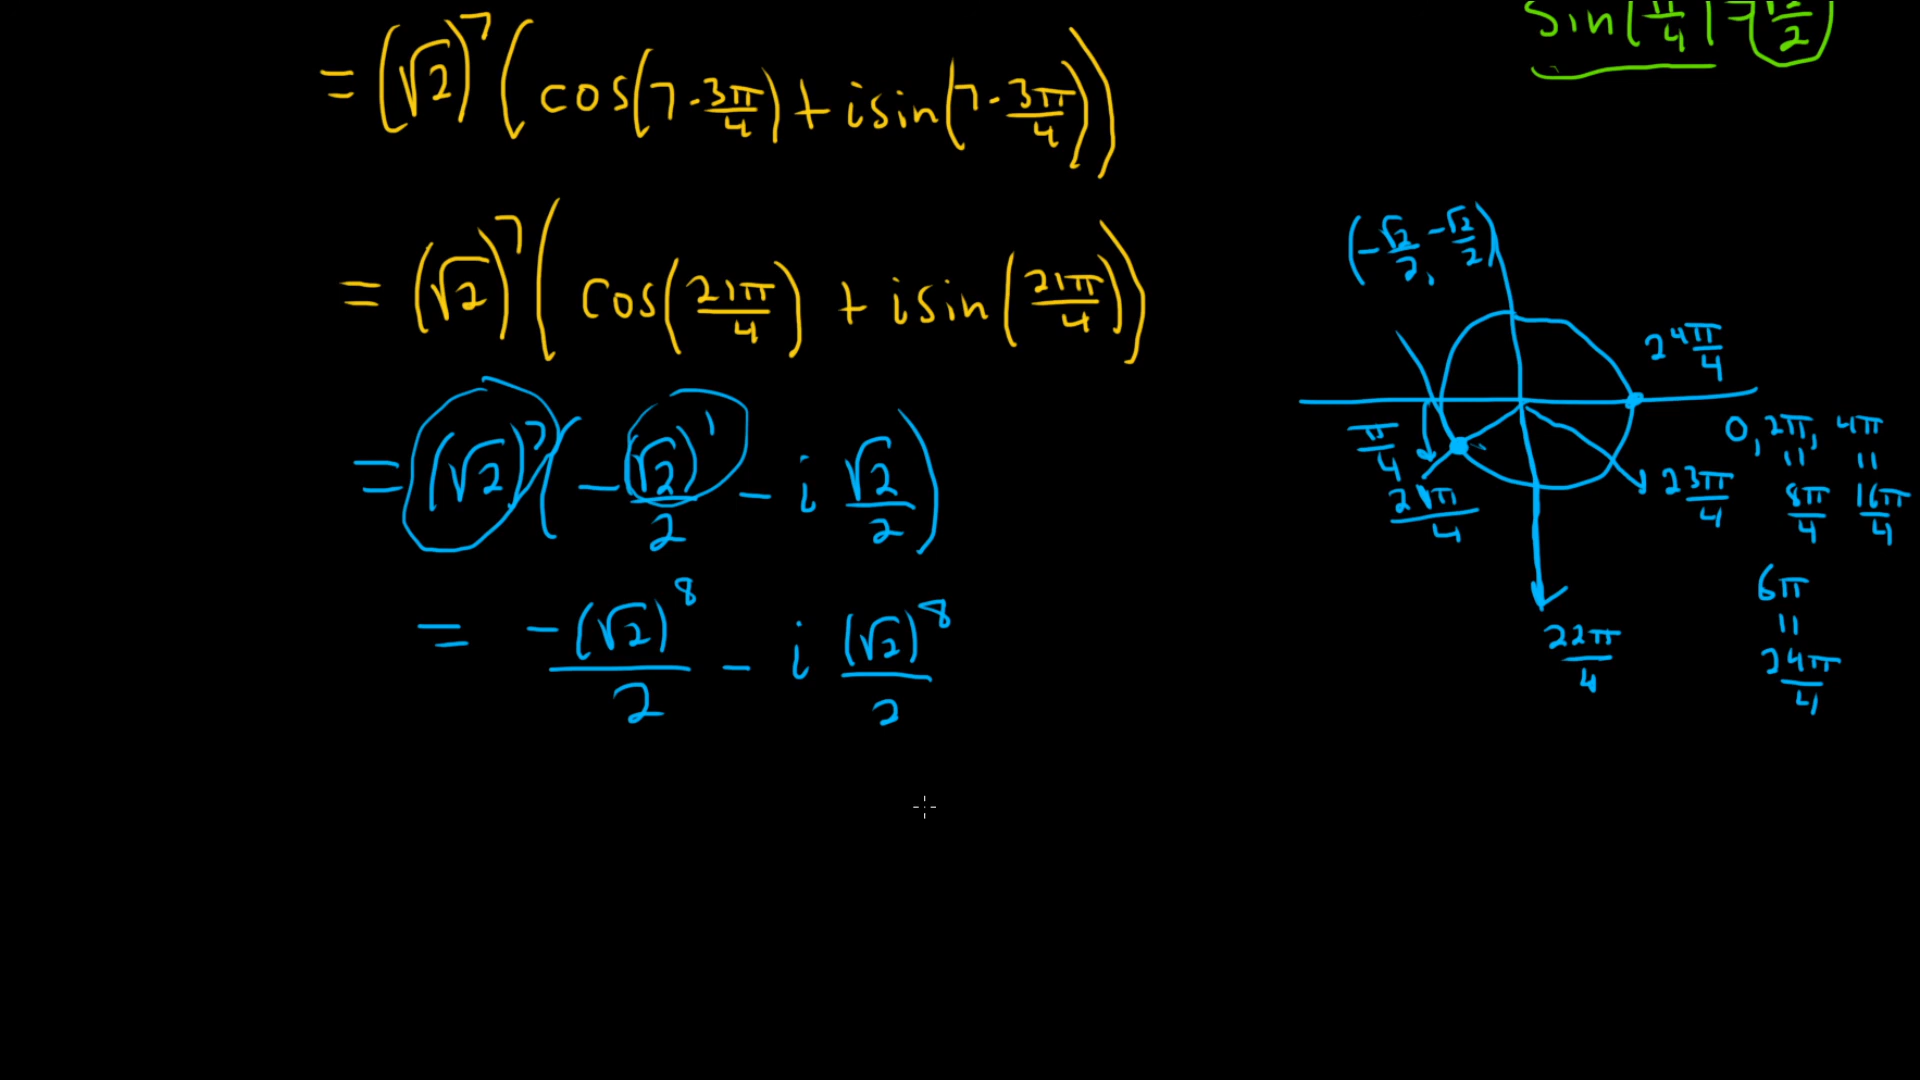 = (√2)^7 (cos(7·3π/4) + i sin(7·3π/4))
= (√2)^7 (cos(21π/4) + i sin(21π/4))
= (√2)^7 (-(√2)^1/2 - i √2/2)
= -(√2)^8/2 - i (√2)^8/2
sin(π/4) = √2/2
(-√2/2, -√2/2)
24π/4
π/4
21π/4
23π/4
22π/4
0, 2π, 4π
11 11
8π/4 16π/4
6π
11
24π/4